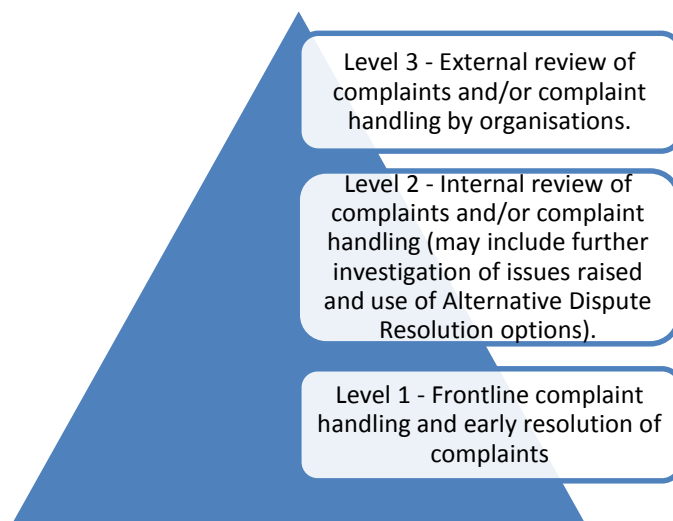 Level 3 - External review of
complaints and/or complaint
handling by organisations.
Level 2 - Internal review of
complaints and/or complaint
handling (may include further
investigation of issues raised
and use of Alternative Dispute
Resolution options).
Level 1 - Frontline complaint
handling and early resolution of
complaints